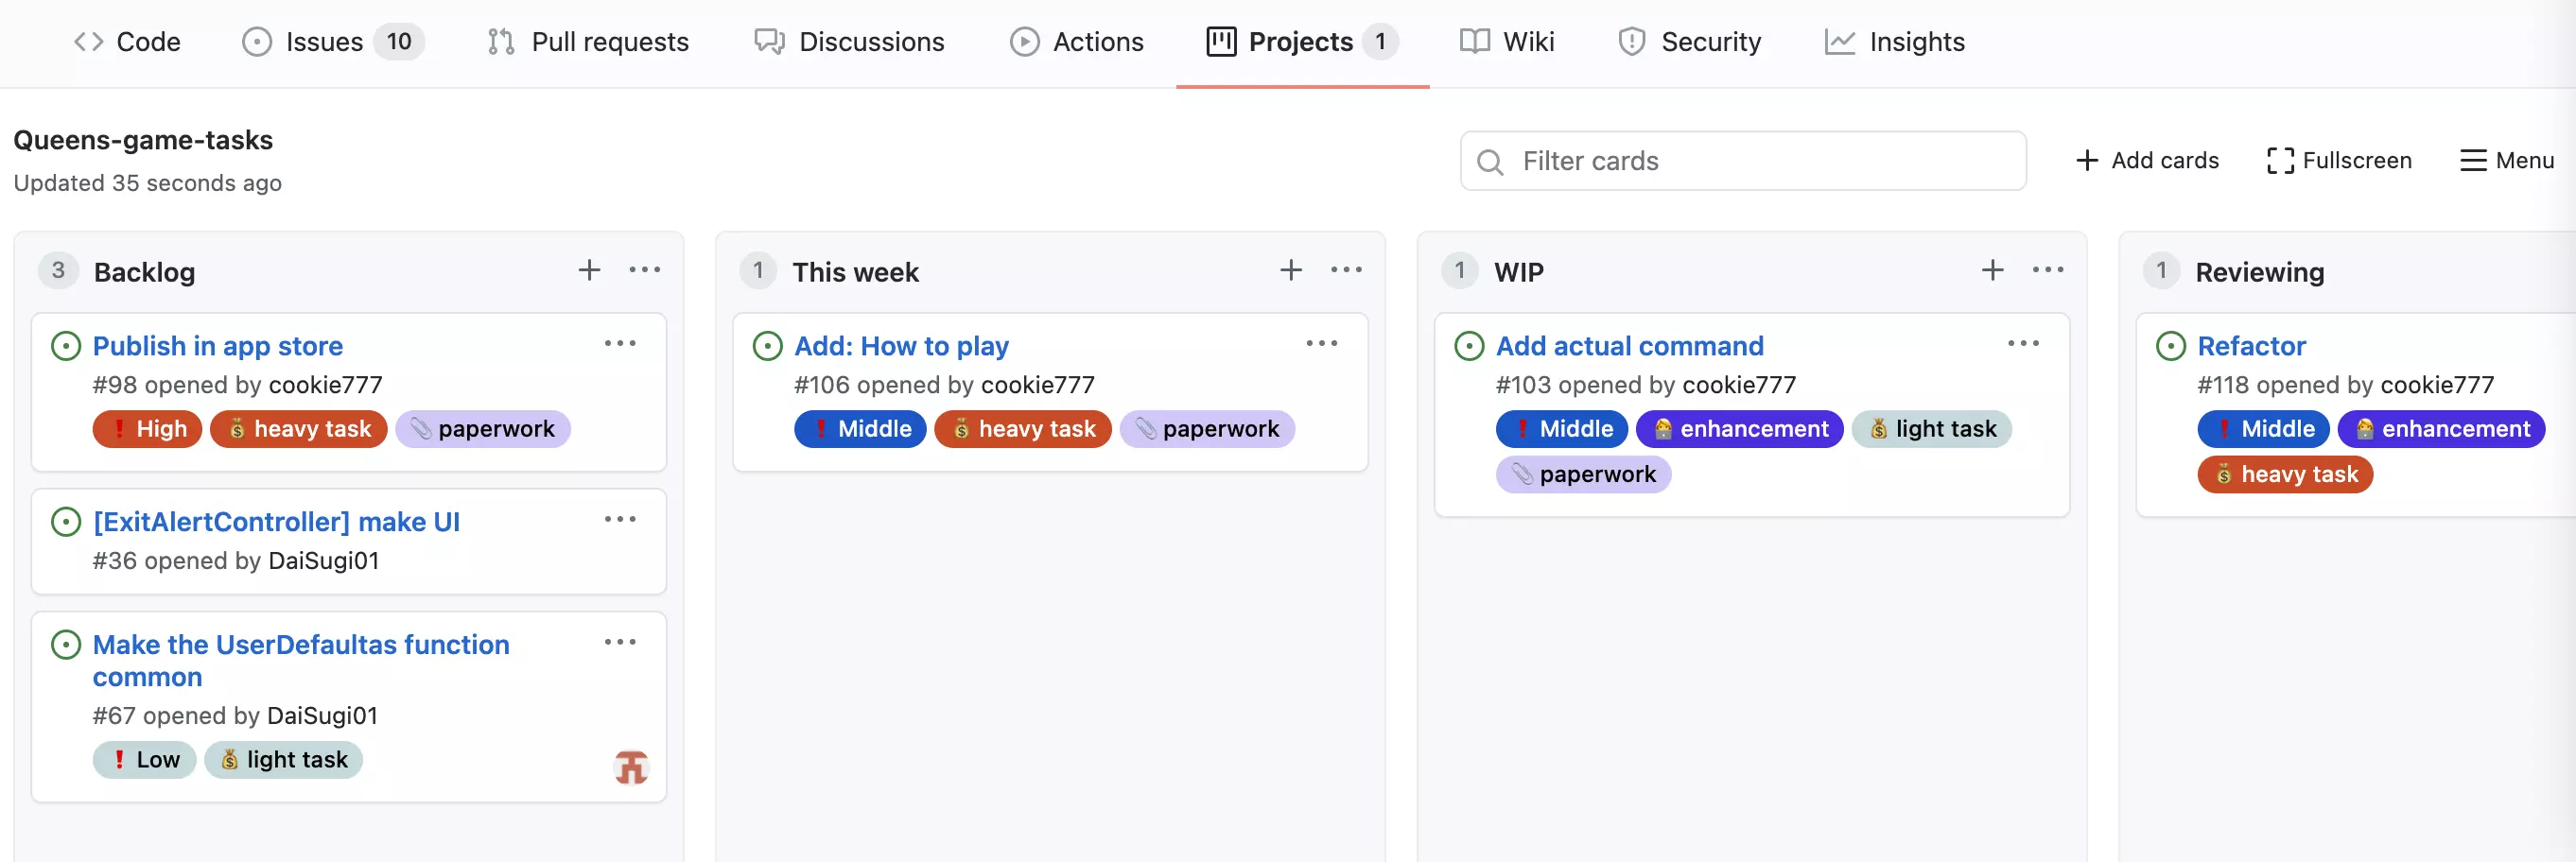 Code Issues 10 Pull requests Discussions Actions Projects 1 Wiki Security Insights
Queens-game-tasks
Updated 35 seconds ago
Filter cards
Add cards
Fullscreen
Menu
3 Backlog
Publish in app store
#98 opened by cookie777
❗ High 💰 heavy task 📎 paperwork
[ExitAlertController] make UI
#36 opened by DaiSugi01
Make the UserDefaultas function
common
#67 opened by DaiSugi01
❗ Low 💰 light task
1 This week
Add: How to play
#106 opened by cookie777
❗ Middle 💰 heavy task 📎 paperwork
1 WIP
Add actual command
#103 opened by cookie777
❗ Middle enhancement 💰 light task
📎 paperwork
1 Reviewing
Refactor
#118 opened by cookie777
❗ Middle enhancement
💰 heavy task